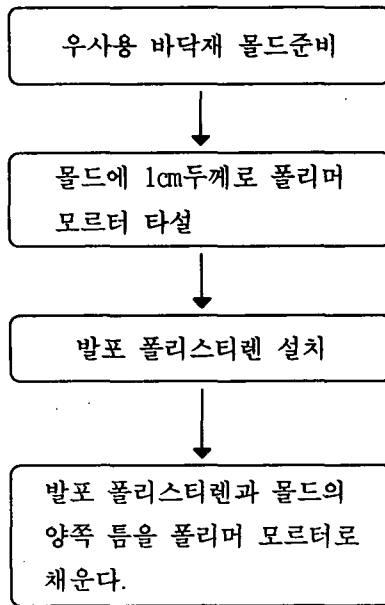 우사용 바닥재 몰드준비
몰드에 1cm두께로 폴리머
모르터 타설
발포 폴리스티렌 설치
발포 폴리스티렌과 몰드의
양쪽 틈을 폴리머 모르터로
채운다.